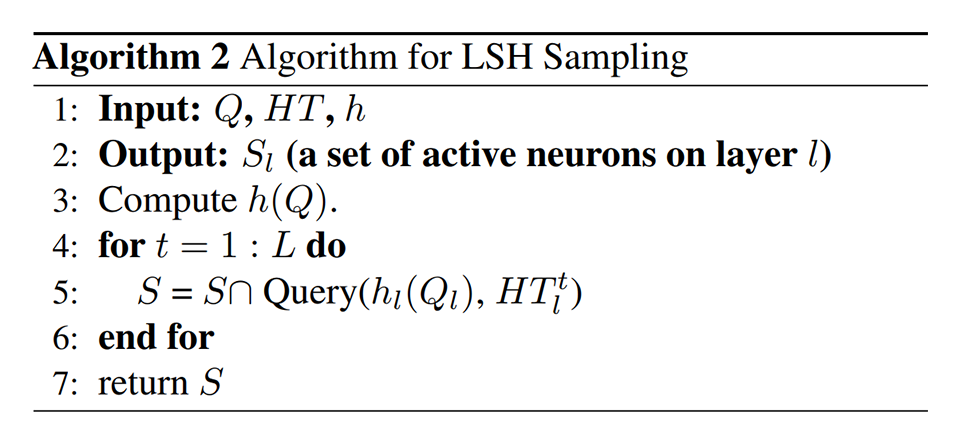 Algorithm 2 Algorithm for LSH Sampling
1: Input: Q, HT, h
2: Output: S_l (a set of active neurons on layer l)
3: Compute h(Q).
4: for t = 1 : L do
5: S = S∩ Query(h_l(Q_l), HT_l^t)
6: end for
7: return S